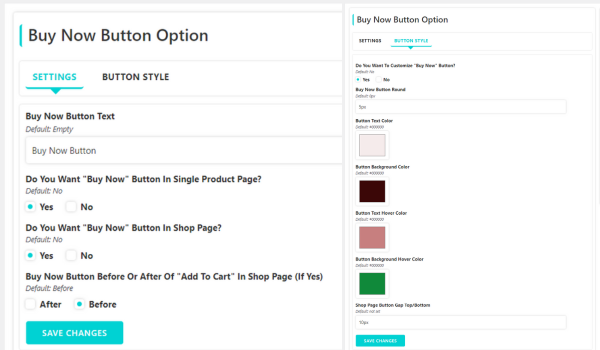 Buy Now Button Option
SETTINGS BUTTON STYLE
Buy Now Button Text
Default: Empty
Buy Now Button
Do You Want "Buy Now" Button In Single Product Page?
Default: No
Yes No
Do You Want "Buy Now" Button In Shop Page?
Default: No
Yes No
Buy Now Button Before Or After Of "Add To Cart" In Shop Page (If Yes)
Default: Before
After Before
SAVE CHANGES
Buy Now Button Option
SETTINGS BUTTON STYLE
Do You Want To Customize "Buy Now" Button?
Default: No
Yes No
Buy Now Button Round
Default: 0px
5px
Button Text Color
Default: #000000
Button Background Color
Default: #000000
Button Text Hover Color
Default: #000000
Button Background Hover Color
Default: #000000
Shop Page Button Gap Top/Bottom
Default: not set
10px
SAVE CHANGES